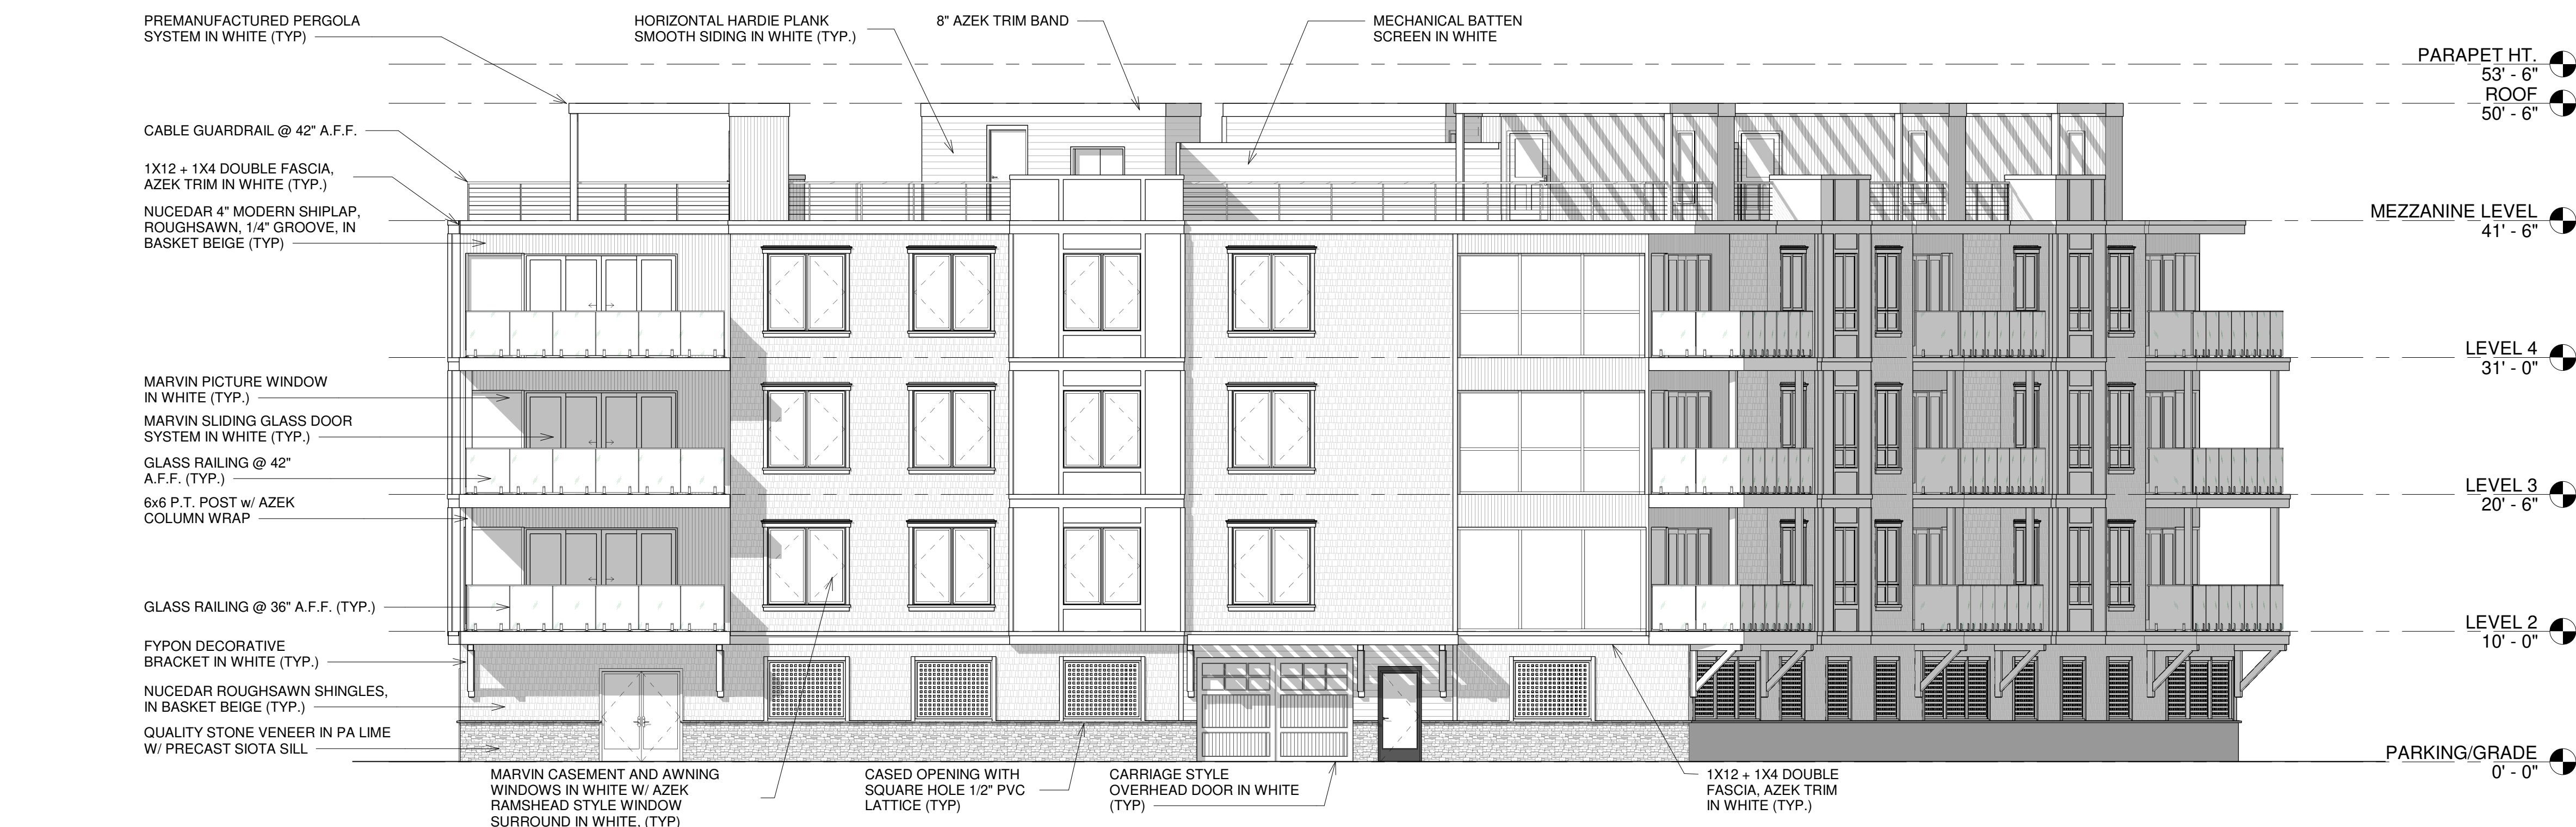 PREMANUFACTURED PERGOLA
SYSTEM IN WHITE (TYP)
HORIZONTAL HARDIE PLANK
SMOOTH SIDING IN WHITE (TYP.)
8" AZEK TRIM BAND
MECHANICAL BATTEN
SCREEN IN WHITE
CABLE GUARDRAIL @ 42" A.F.F.
1X12 + 1X4 DOUBLE FASCIA,
AZEK TRIM IN WHITE (TYP.)
NUCEDAR 4" MODERN SHIPLAP,
ROUGHSAWN, 1/4" GROOVE, IN
BASKET BEIGE (TYP)
MARVIN PICTURE WINDOW
IN WHITE (TYP.)
MARVIN SLIDING GLASS DOOR
SYSTEM IN WHITE (TYP.)
GLASS RAILING @ 42"
A.F.F. (TYP.)
6x6 P.T. POST w/ AZEK
COLUMN WRAP
GLASS RAILING @ 36" A.F.F. (TYP.)
FYPON DECORATIVE
BRACKET IN WHITE (TYP.)
NUCEDAR ROUGHSAWN SHINGLES,
IN BASKET BEIGE (TYP.)
QUALITY STONE VENEER IN PA LIME
W/ PRECAST SIOTA SILL
MARVIN CASEMENT AND AWNING
WINDOWS IN WHITE W/ AZEK
RAMSHEAD STYLE WINDOW
SURROUND IN WHITE, (TYP)
CASED OPENING WITH
SQUARE HOLE 1/2" PVC
LATTICE (TYP)
CARRIAGE STYLE
OVERHEAD DOOR IN WHITE
(TYP)
1X12 + 1X4 DOUBLE
FASCIA, AZEK TRIM
IN WHITE (TYP.)
PARAPET HT.
53' - 6"
ROOF
50' - 6"
MEZZANINE LEVEL
41' - 6"
LEVEL 4
31' - 0"
LEVEL 3
20' - 6"
LEVEL 2
10' - 0"
PARKING/GRADE
0' - 0"